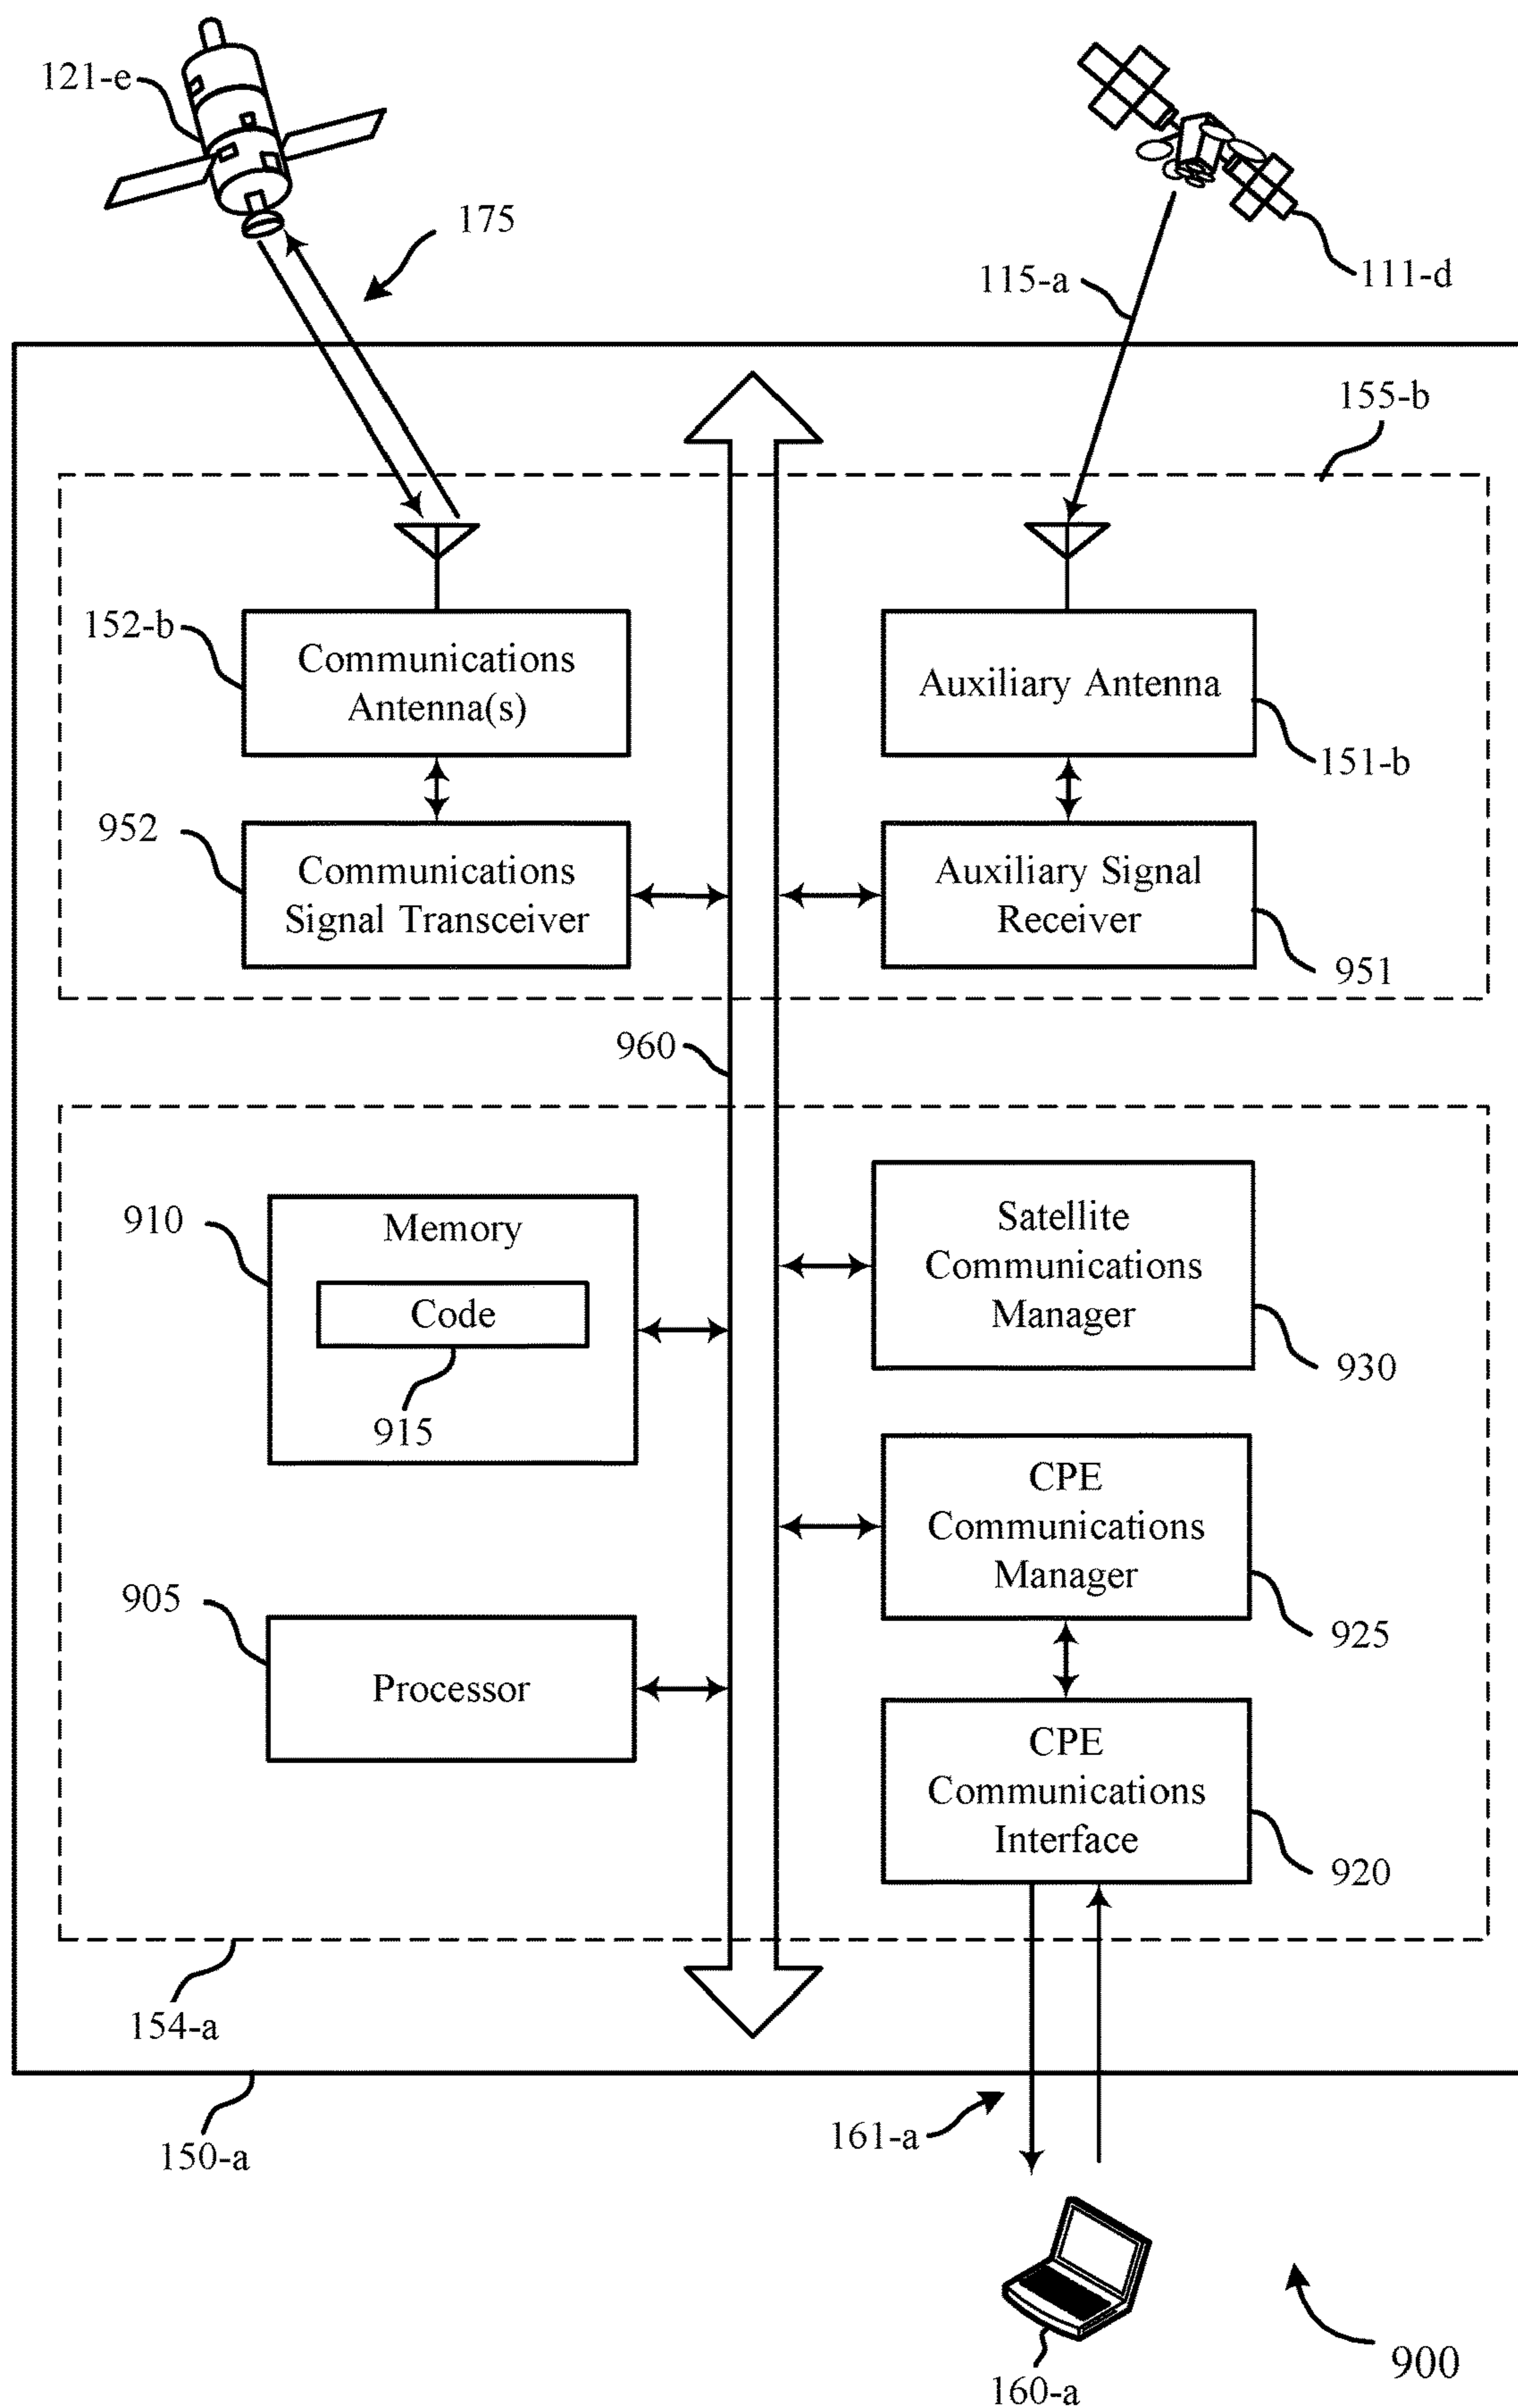 121-e
175
115-a
111-d
155-b
152-b
Communications
Antenna(s)
Auxiliary Antenna
151-b
952
Communications
Signal Transceiver
Auxiliary Signal
Receiver
951
960
910
Memory
Code
915
Satellite
Communications
Manager
930
CPE
Communications
Manager
925
905
Processor
CPE
Communications
Interface
920
154-a
150-a
161-a
160-a
900